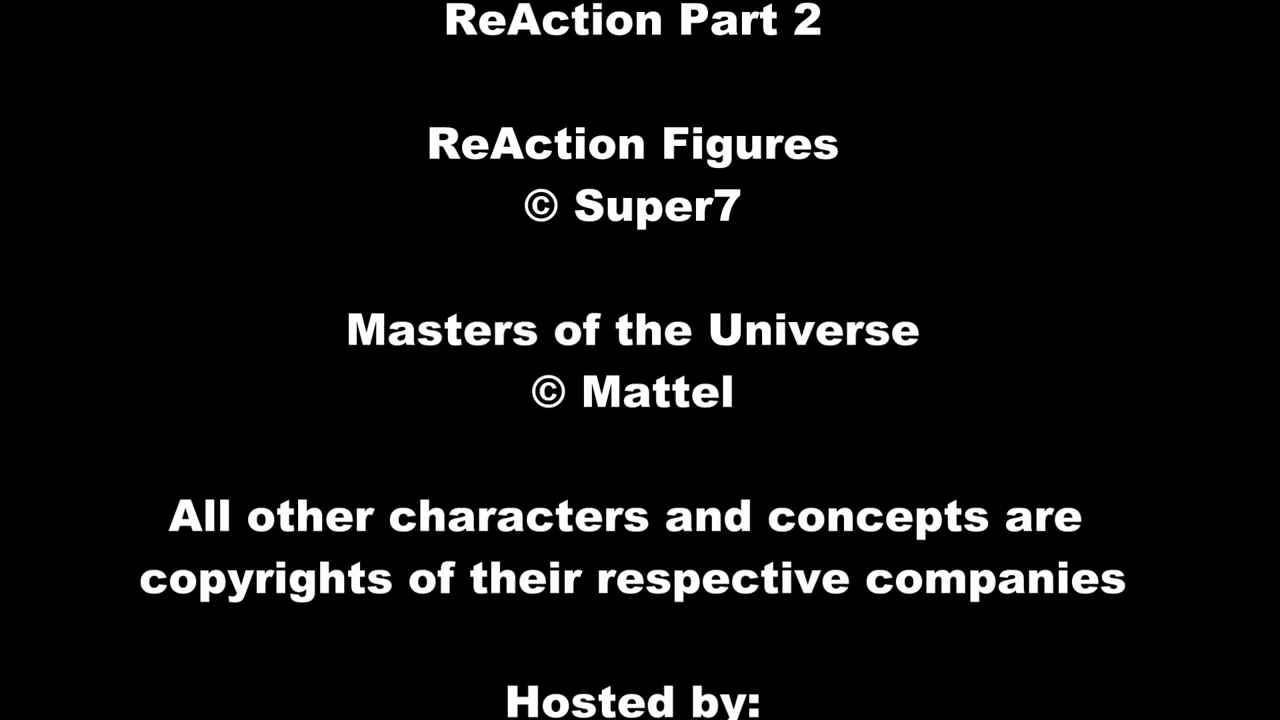 ReAction Part 2
ReAction Figures
© Super7
Masters of the Universe
© Mattel
All other characters and concepts are
copyrights of their respective companies
Hosted by: